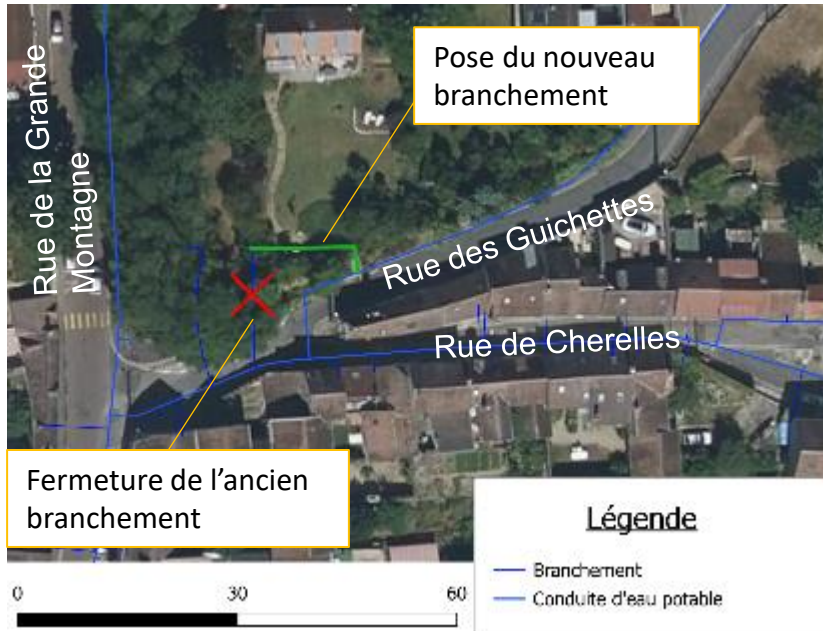 Pose du nouveau
branchement
Rue de la Grande
Montagne
Rue des Guichettes
Rue de Cherelles
Fermeture de l’ancien
branchement
Légende
Branchement
Conduite d'eau potable
0 30 60